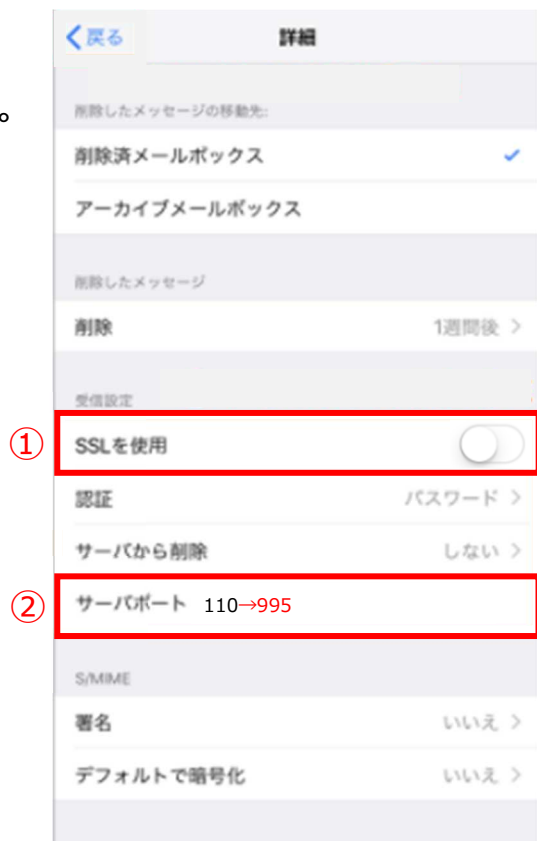 戻る 詳細
。
削除したメッセージの移動先:
削除済メールボックス
アーカイブメールボックス
削除したメッセージ
削除 1週間後
受信設定
① SSLを使用
認証 パスワード
サーバから削除 しない
② サーバポート 110→995
S/MIME
署名 いいえ
デフォルトで暗号化 いいえ